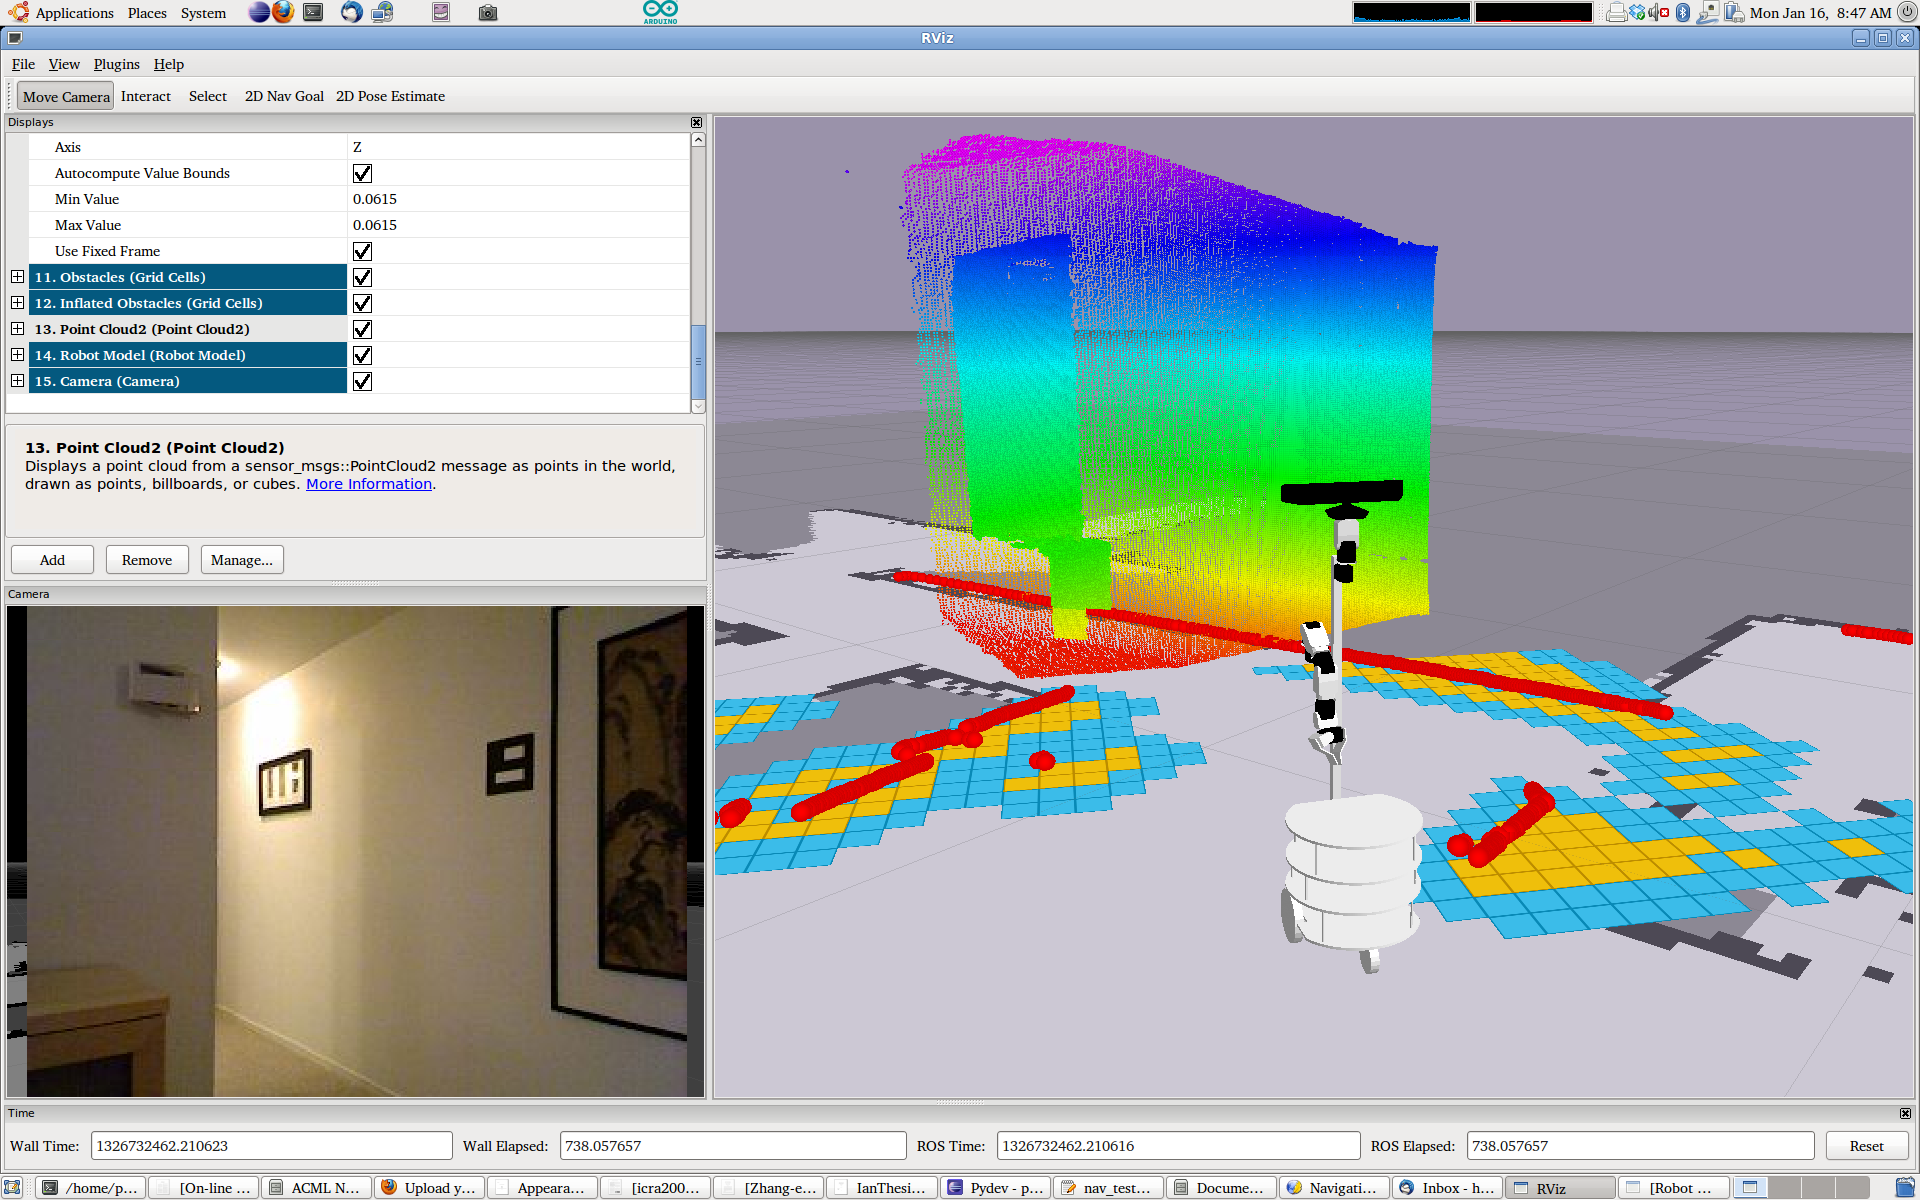 Applications Places System
ARDUINO
Mon Jan 16, 8:47 AM
RViz
File View Plugins Help
Move Camera Interact Select 2D Nav Goal 2D Pose Estimate
Displays
Axis Z
Autocompute Value Bounds
Min Value 0.0615
Max Value 0.0615
Use Fixed Frame
11. Obstacles (Grid Cells)
12. Inflated Obstacles (Grid Cells)
13. Point Cloud2 (Point Cloud2)
14. Robot Model (Robot Model)
15. Camera (Camera)
13. Point Cloud2 (Point Cloud2)
Displays a point cloud from a sensor_msgs::PointCloud2 message as points in the world,
drawn as points, billboards, or cubes. More Information.
Add Remove Manage...
Camera
Time
Wall Time: 1326732462.210623 Wall Elapsed: 738.057657 ROS Time: 1326732462.210616 ROS Elapsed: 738.057657 Reset
/home/p... [On-line ... ACML N... Upload y... Appeara... [icra200... [Zhang-e... IanThesi... Pydev - p... nav_test... Docume... Navigati... Inbox - h... RViz [Robot ...